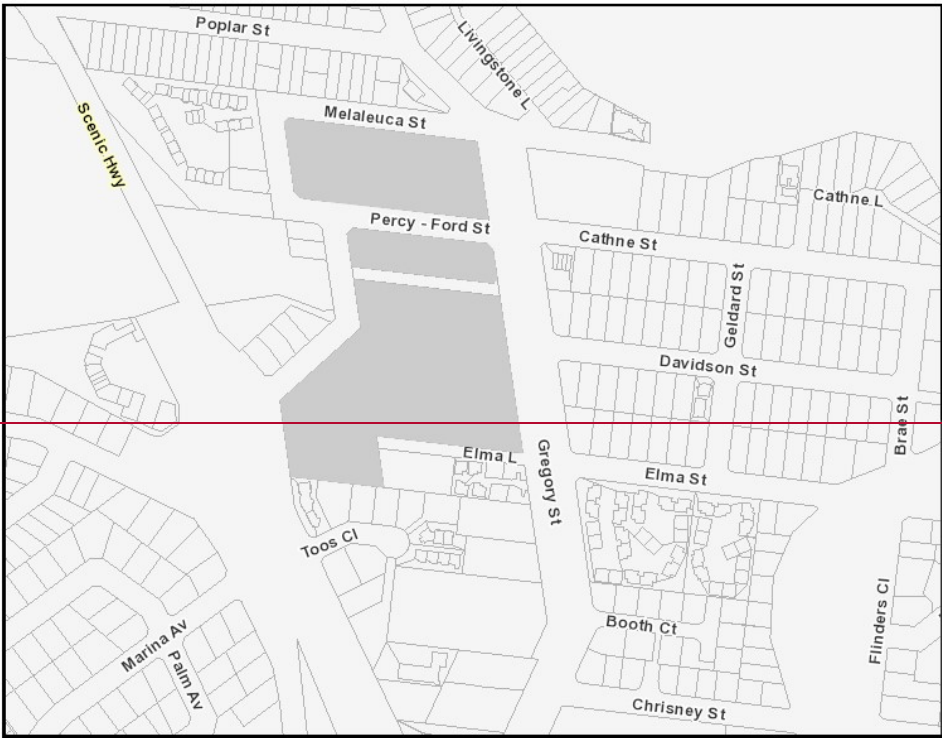 Poplar St
Livingstone L
Scenic Hwy
Melaleuca St
Cathne L
Percy - Ford St
Cathne St
Geldard St
Davidson St
Brae St
Elma L
Gregory St
Elma St
Toos Cl
Flinders Cl
Booth Ct
Marina Av
Palm Av
Chrisney St